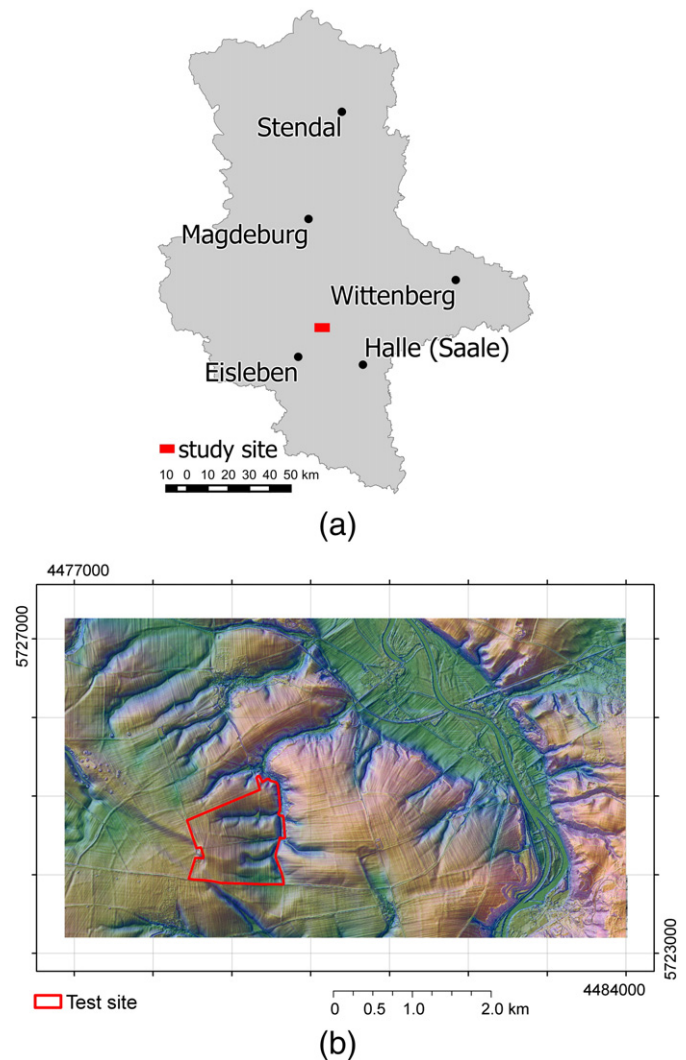 Stendal
Magdeburg
Wittenberg
Halle (Saale)
Eisleben
study site
10 0 10 20 30 40 50 km
(a)
4477000
5727000
5723000
4484000
Test site
0 0.5 1.0 2.0 km
(b)